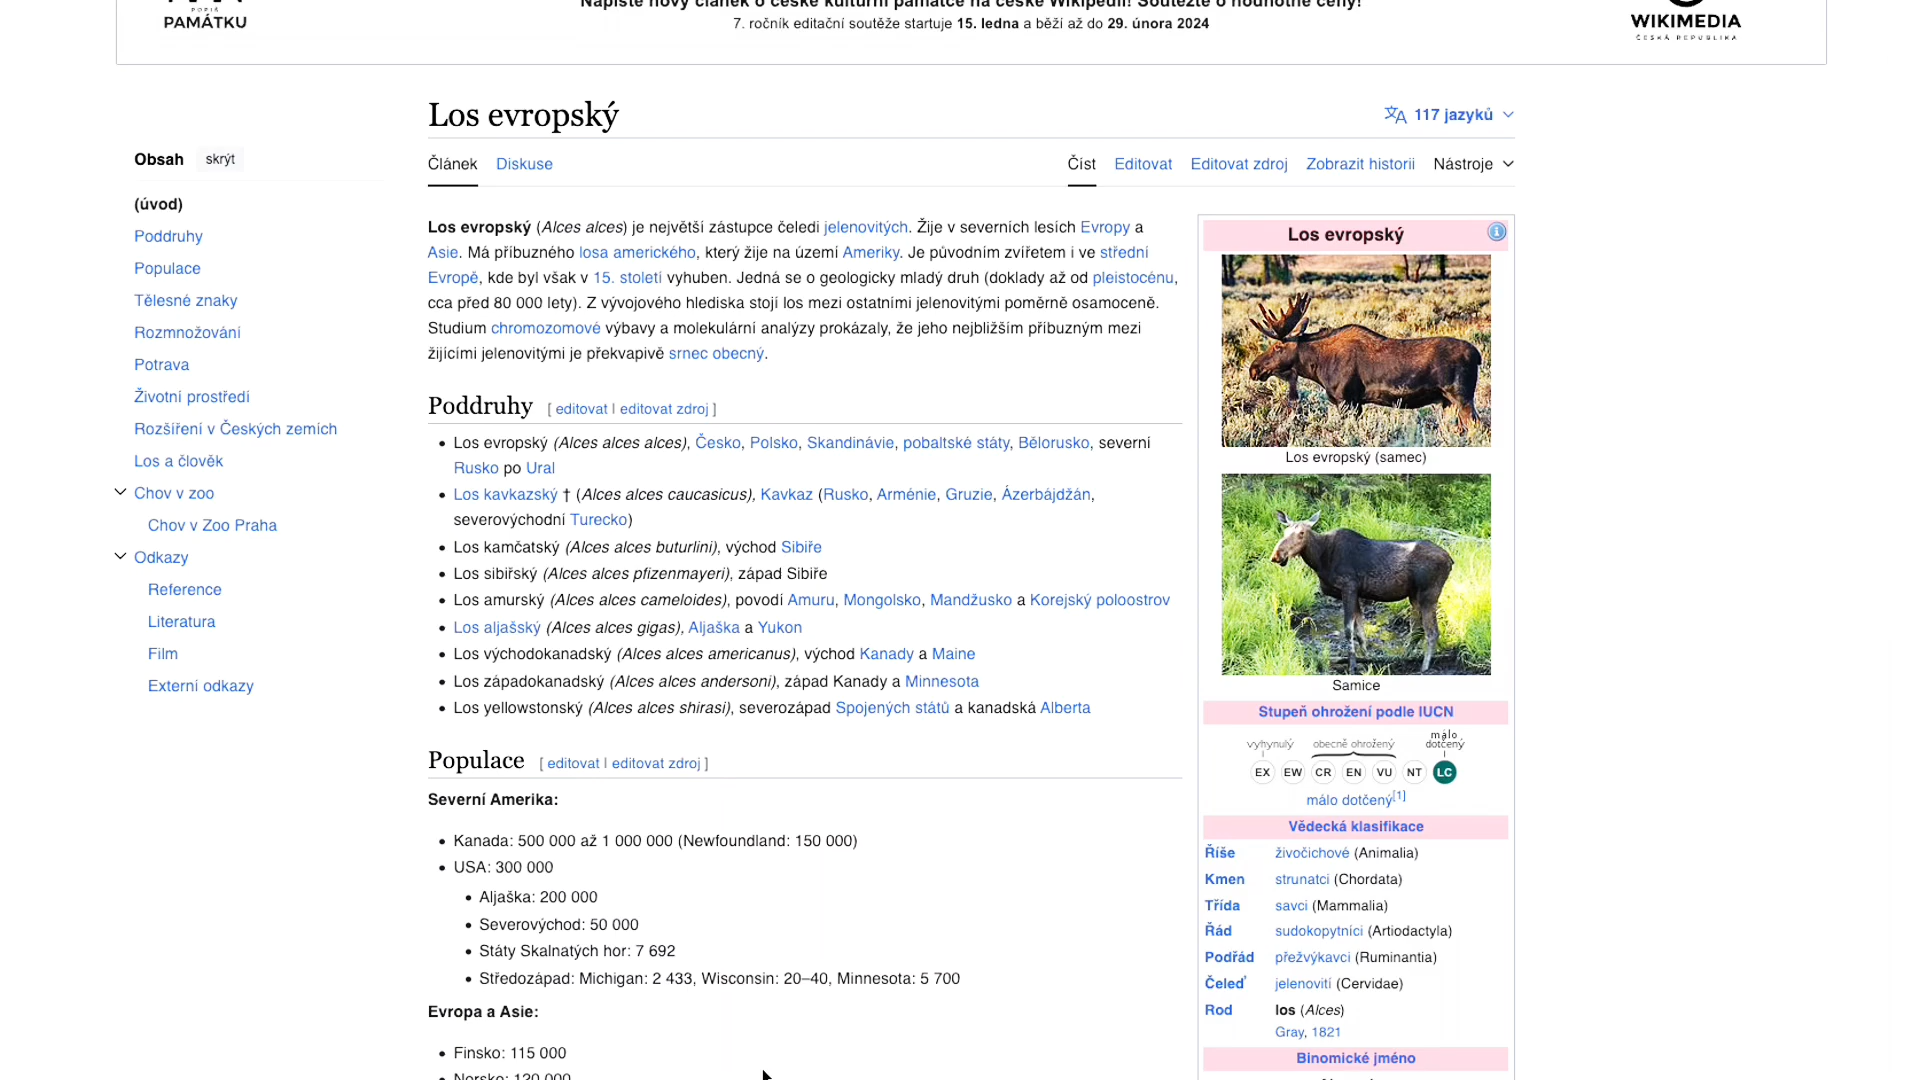 POPIŠ
PAMÁTKU
Napište nový článek o české kulturní památce na české Wikipedii! Soutěžte o hodnotné ceny!
7. ročník editační soutěže startuje 15. ledna a běží až do 29. února 2024
WIKIMEDIA
ČESKÁ REPUBLIKA
Los evropský
117 jazyků
Obsah skrýt
Článek Diskuse Číst Editovat Editovat zdroj Zobrazit historii Nástroje
(úvod)
Poddruhy
Populace
Tělesné znaky
Rozmnožování
Potrava
Životní prostředí
Rozšíření v Českých zemích
Los a člověk
Chov v zoo
Chov v Zoo Praha
Odkazy
Reference
Literatura
Film
Externí odkazy
Los evropský (Alces alces) je největší zástupce čeledi jelenovitých. Žije v severních lesích Evropy a
Asie. Má příbuzného losa amerického, který žije na území Ameriky. Je původním zvířetem i ve střední
Evropě, kde byl však v 15. století vyhuben. Jedná se o geologicky mladý druh (doklady až od pleistocénu,
cca před 80 000 lety). Z vývojového hlediska stojí los mezi ostatními jelenovitými poměrně osamoceně.
Studium chromozomové výbavy a molekulární analýzy prokázaly, že jeho nejbližším příbuzným mezi
žijícími jelenovitými je překvapivě srnec obecný.
Poddruhy [ editovat | editovat zdroj ]
• Los evropský (Alces alces alces), Česko, Polsko, Skandinávie, pobaltské státy, Bělorusko, severní
Rusko po Ural
• Los kavkazský † (Alces alces caucasicus), Kavkaz (Rusko, Arménie, Gruzie, Ázerbájdžán,
severovýchodní Turecko)
• Los kamčatský (Alces alces buturlini), východ Sibiře
• Los sibiřský (Alces alces pfizenmayeri), západ Sibiře
• Los amurský (Alces alces cameloides), povodí Amuru, Mongolsko, Mandžusko a Korejský poloostrov
• Los aljašský (Alces alces gigas), Aljaška a Yukon
• Los východokanadský (Alces alces americanus), východ Kanady a Maine
• Los západokanadský (Alces alces andersoni), západ Kanady a Minnesota
• Los yellowstonský (Alces alces shirasi), severozápad Spojených států a kanadská Alberta
Populace [ editovat | editovat zdroj ]
Severní Amerika:
• Kanada: 500 000 až 1 000 000 (Newfoundland: 150 000)
• USA: 300 000
• Aljaška: 200 000
• Severovýchod: 50 000
• Státy Skalnatých hor: 7 692
• Středozápad: Michigan: 2 433, Wisconsin: 20–40, Minnesota: 5 700
Evropa a Asie:
• Finsko: 115 000
• Norsko: 120 000
Los evropský
Los evropský (samec)
Samice
Stupeň ohrožení podle IUCN
vyhynulý obecně ohrožený málo dotčený
EX EW CR EN VU NT LC
málo dotčený[1]
Vědecká klasifikace
Říše živočichové (Animalia)
Kmen strunatci (Chordata)
Třída savci (Mammalia)
Řád sudokopytníci (Artiodactyla)
Podřád přežvýkavci (Ruminantia)
Čeleď jelenovití (Cervidae)
Rod los (Alces)
Gray, 1821
Binomické jméno